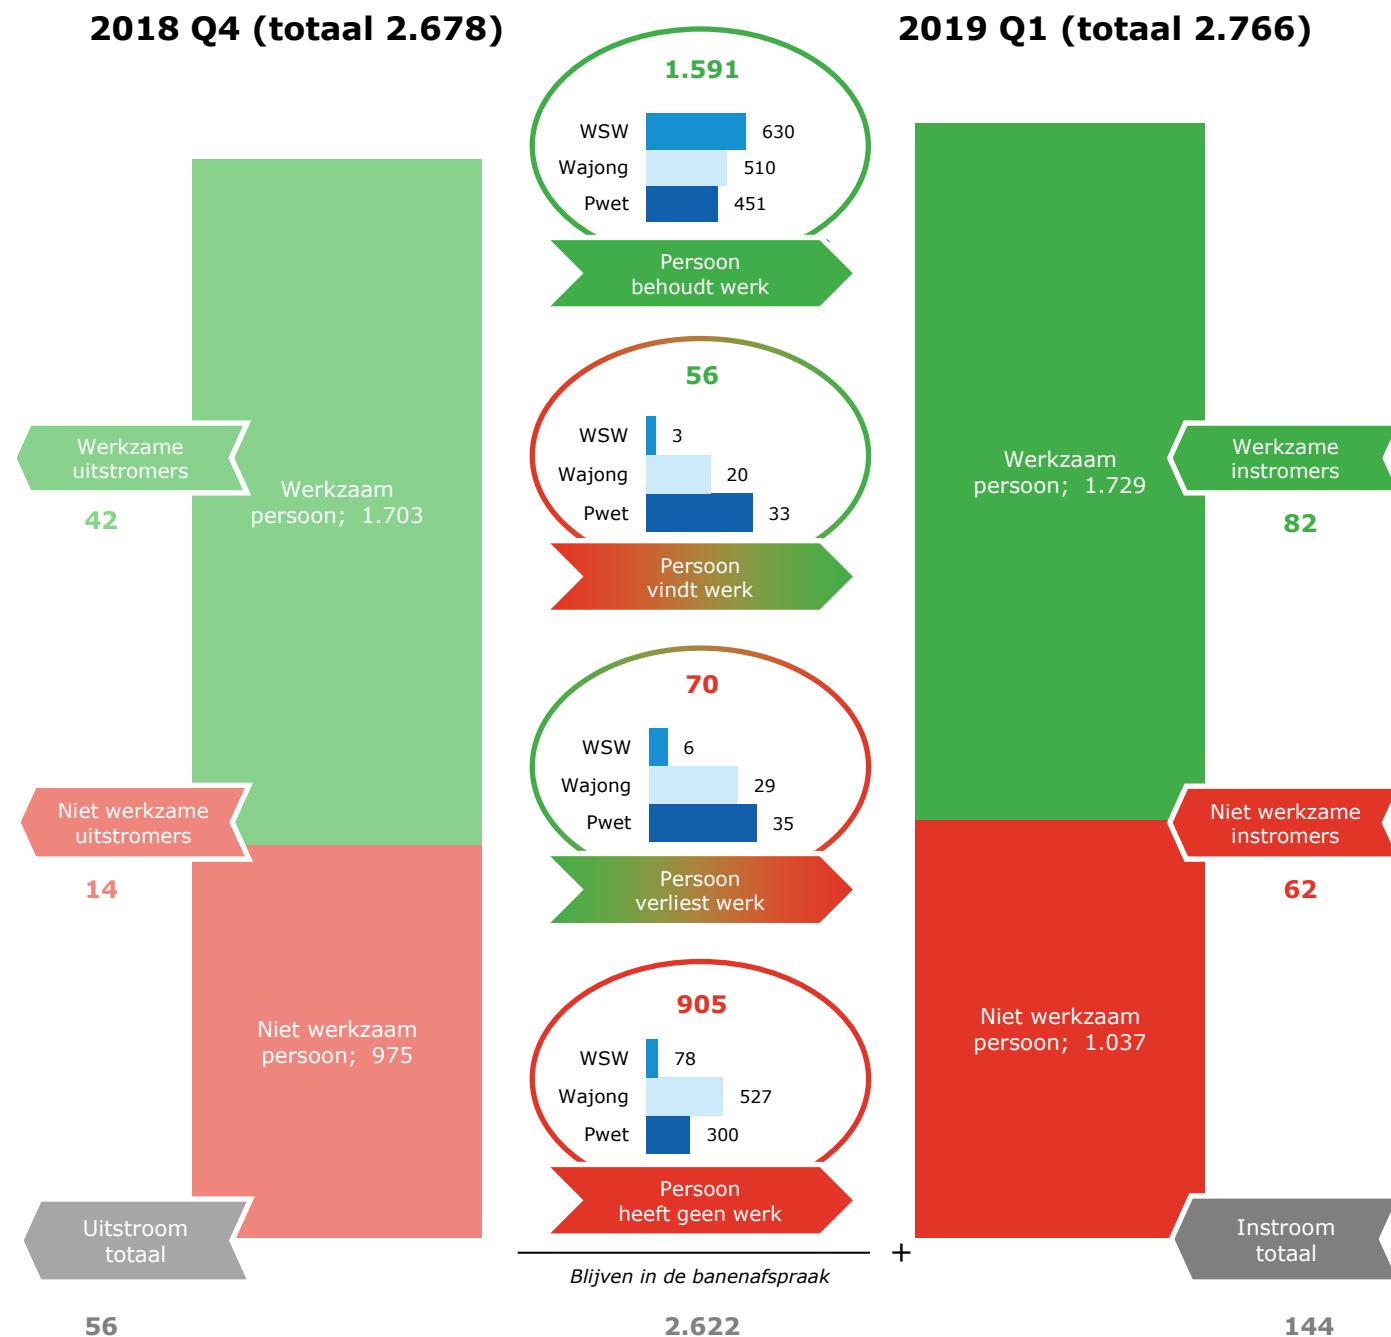 2018 Q4 (totaal 2.678)
2019 Q1 (totaal 2.766)
1.591
WSW 630
Wajong 510
Pwet 451
Persoon
behoudt werk
56
WSW 3
Wajong 20
Pwet 33
Persoon
vindt werk
70
WSW 6
Wajong 29
Pwet 35
Persoon
verliest werk
905
WSW 78
Wajong 527
Pwet 300
Persoon
heeft geen werk
Werkzame
uitstromers
42
Werkzaam
persoon; 1.703
Niet werkzame
uitstromers
14
Niet werkzaam
persoon; 975
Uitstroom
totaal
56
Werkzaam
persoon; 1.729
Werkzame
instromers
82
Niet werkzame
instromers
62
Niet werkzaam
persoon; 1.037
Instroom
totaal
144
+
Blijven in de banenafspraak
2.622